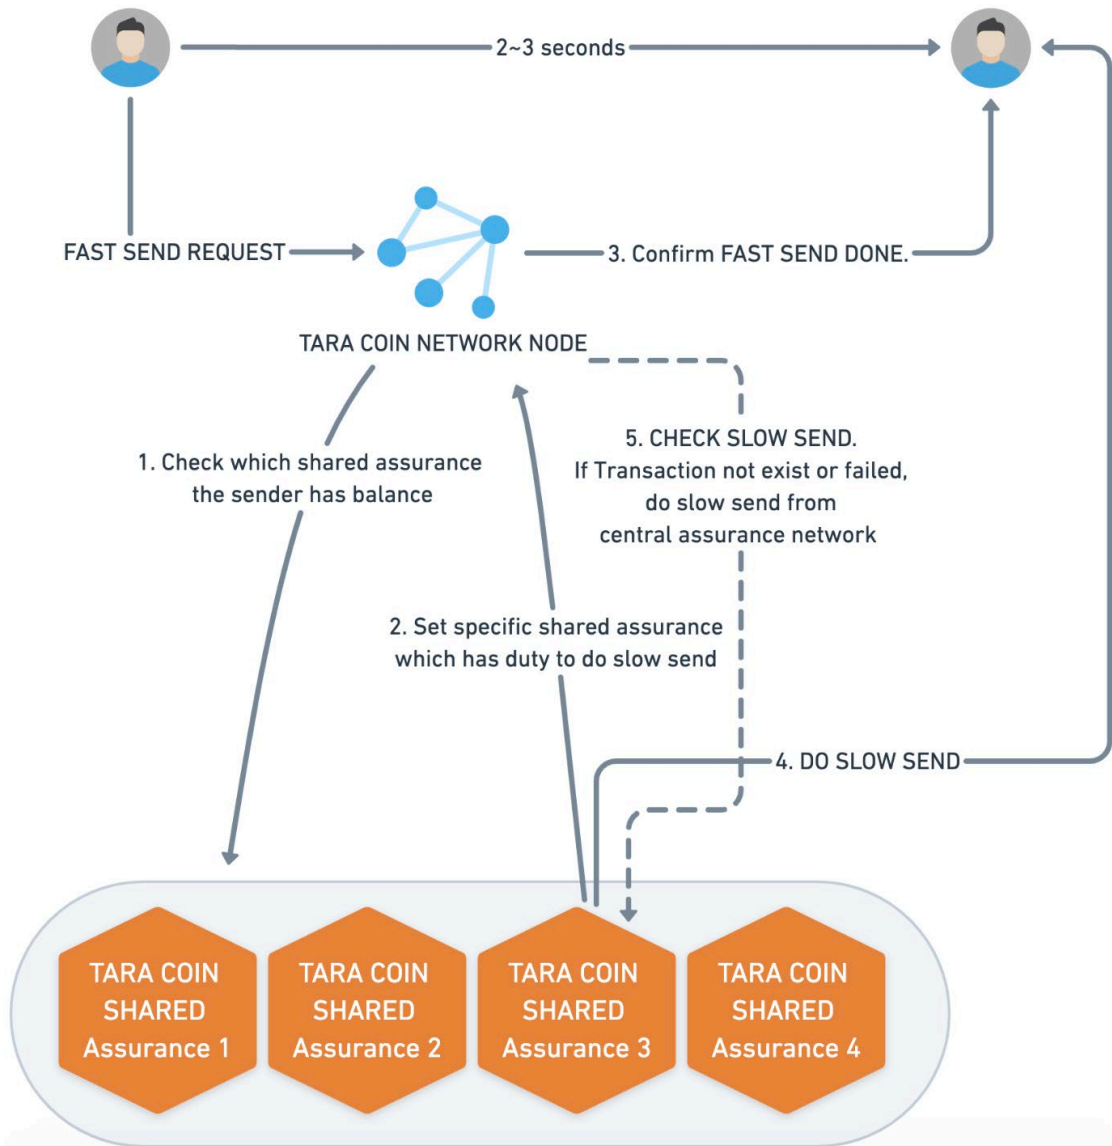 2~3 seconds
FAST SEND REQUEST
3. Confirm FAST SEND DONE.
TARA COIN NETWORK NODE
1. Check which shared assurance
the sender has balance
5. CHECK SLOW SEND.
If Transaction not exist or failed,
do slow send from
central assurance network
2. Set specific shared assurance
which has duty to do slow send
4. DO SLOW SEND
TARA COIN
SHARED
Assurance 1
TARA COIN
SHARED
Assurance 2
TARA COIN
SHARED
Assurance 3
TARA COIN
SHARED
Assurance 4